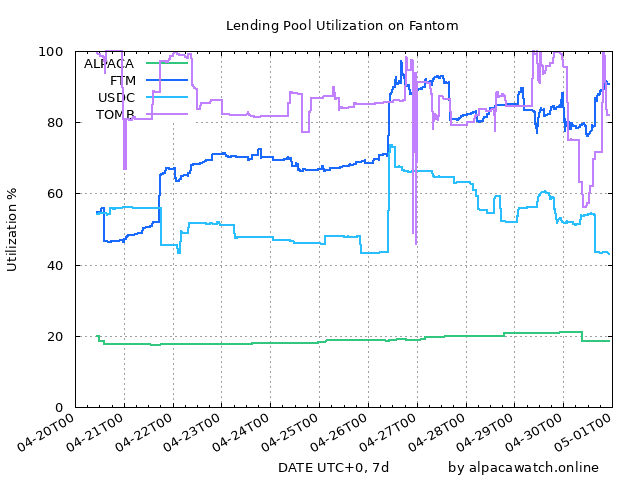 Lending Pool Utilization on Fantom
Utilization %
100
80
60
40
20
0
ALPACA
FTM
USDC
TOMB
04-20T00
04-21T00
04-22T00
04-23T00
04-24T00
04-25T00
04-26T00
04-27T00
04-28T00
04-29T00
04-30T00
05-01T00
DATE UTC+0, 7d
by alpacawatch.online